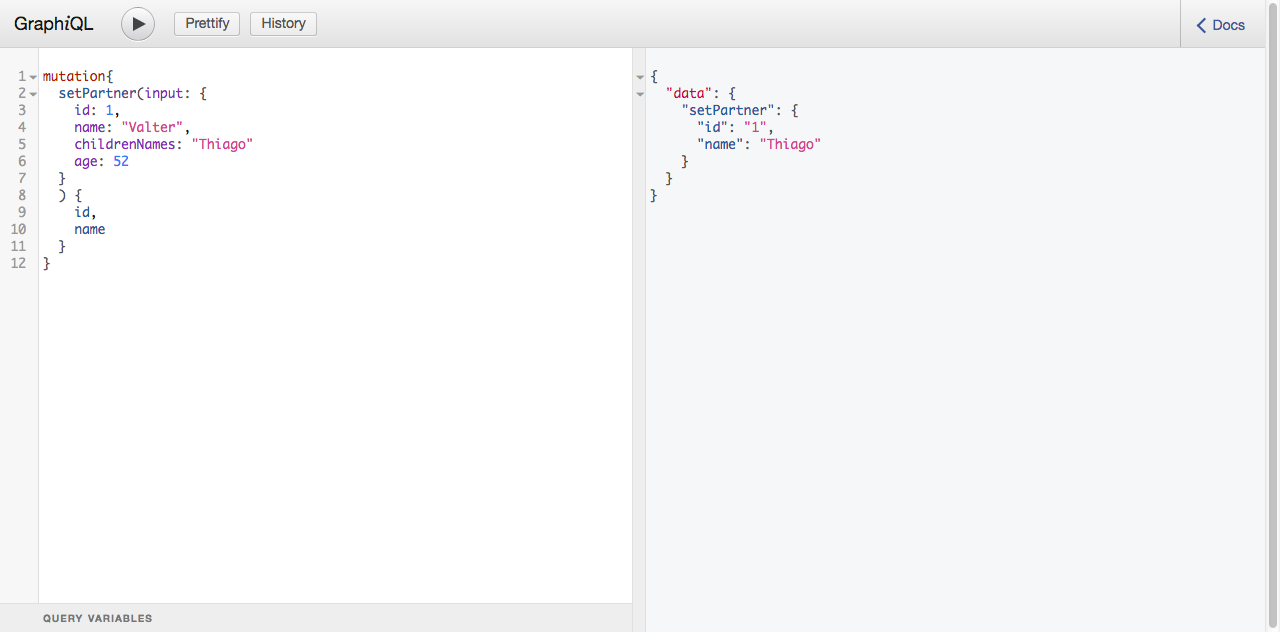 GraphiQL Prettify History Docs
1 mutation{
2 setPartner(input: {
3 id: 1,
4 name: "Valter",
5 childrenNames: "Thiago"
6 age: 52
7 }
8 ) {
9 id,
10 name
11 }
12 }
QUERY VARIABLES
{
"data": {
"setPartner": {
"id": "1",
"name": "Thiago"
}
}
}